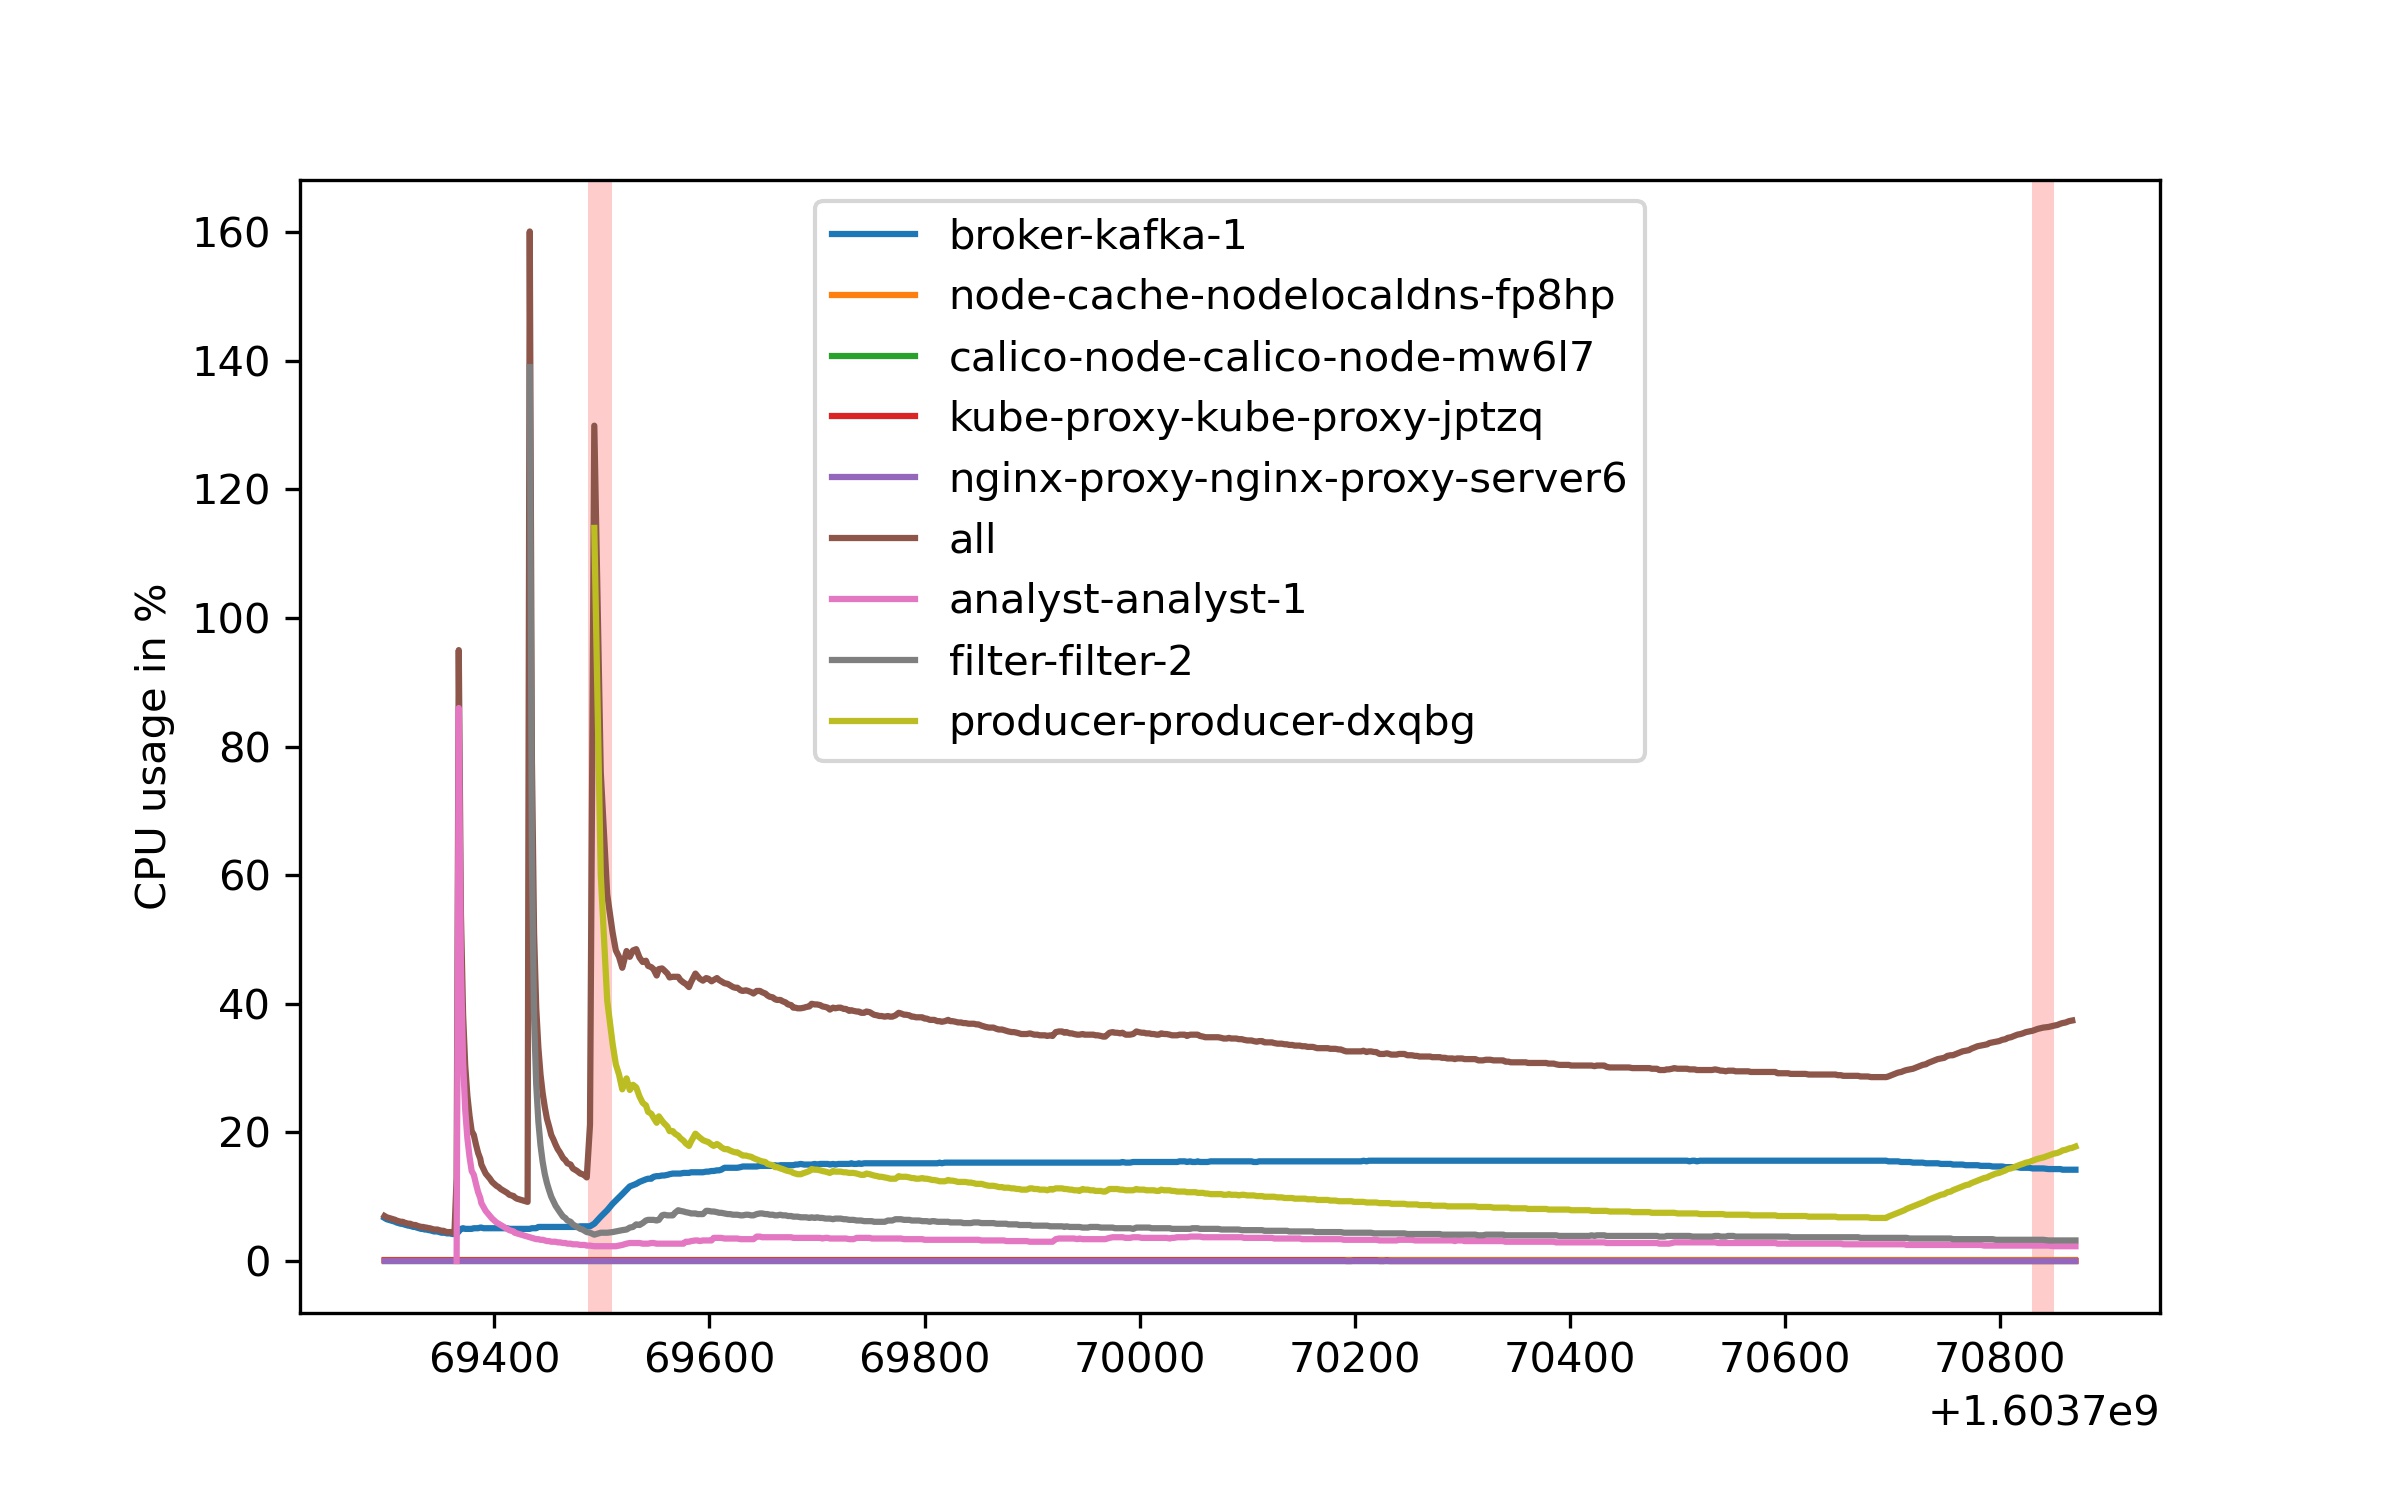 160
140
120
100
80
60
40
20
0
CPU usage in %
broker-kafka-1
node-cache-nodelocaldns-fp8hp
calico-node-calico-node-mw6l7
kube-proxy-kube-proxy-jptzq
nginx-proxy-nginx-proxy-server6
all
analyst-analyst-1
filter-filter-2
producer-producer-dxqbg
69400 69600 69800 70000 70200 70400 70600 70800
+1.6037e9